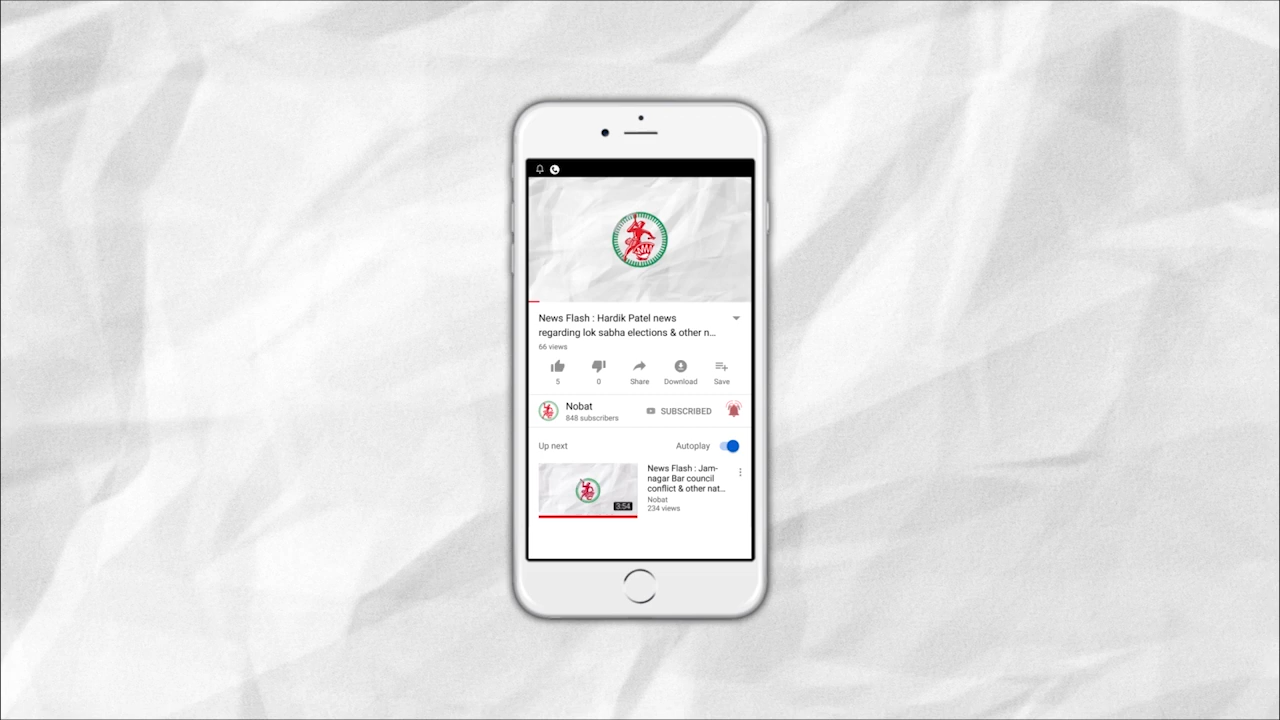 News Flash : Hardik Patel news
regarding lok sabha elections & other n...
66 views
5
0
Share
Download
Save
Nobat
848 subscribers
SUBSCRIBED
Up next
Autoplay
3:54
News Flash : Jam-
nagar Bar council
conflict & other nat...
Nobat
234 views